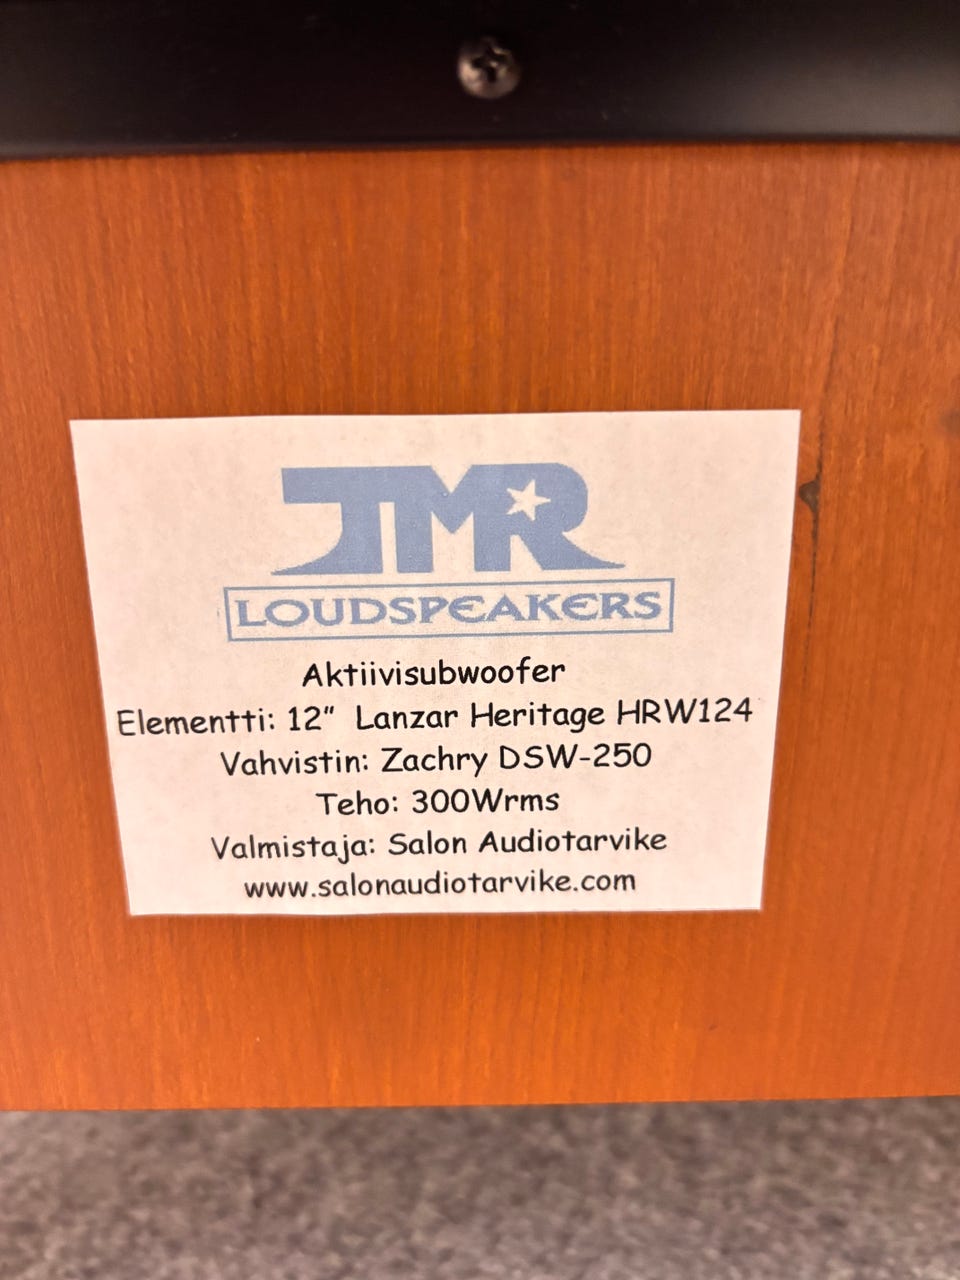 JMR
LOUDSPEAKERS
Aktiivisubwoofer
Elementti: 12" Lanzar Heritage HRW124
Vahvistin: Zachry DSW-250
Teho: 300Wrms
Valmistaja: Salon Audiotarvike
www.salonaudiotarvike.com